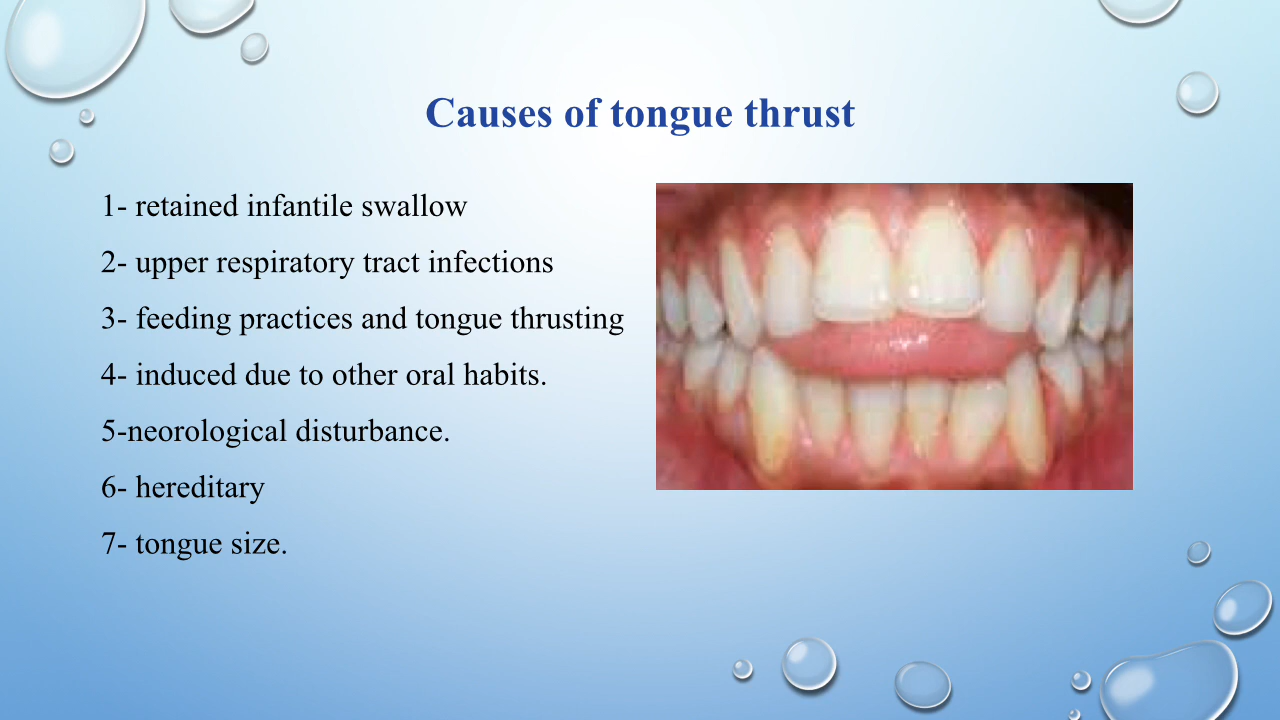 Causes of tongue thrust
1- retained infantile swallow
2- upper respiratory tract infections
3- feeding practices and tongue thrusting
4- induced due to other oral habits.
5-neorological disturbance.
6- hereditary
7- tongue size.